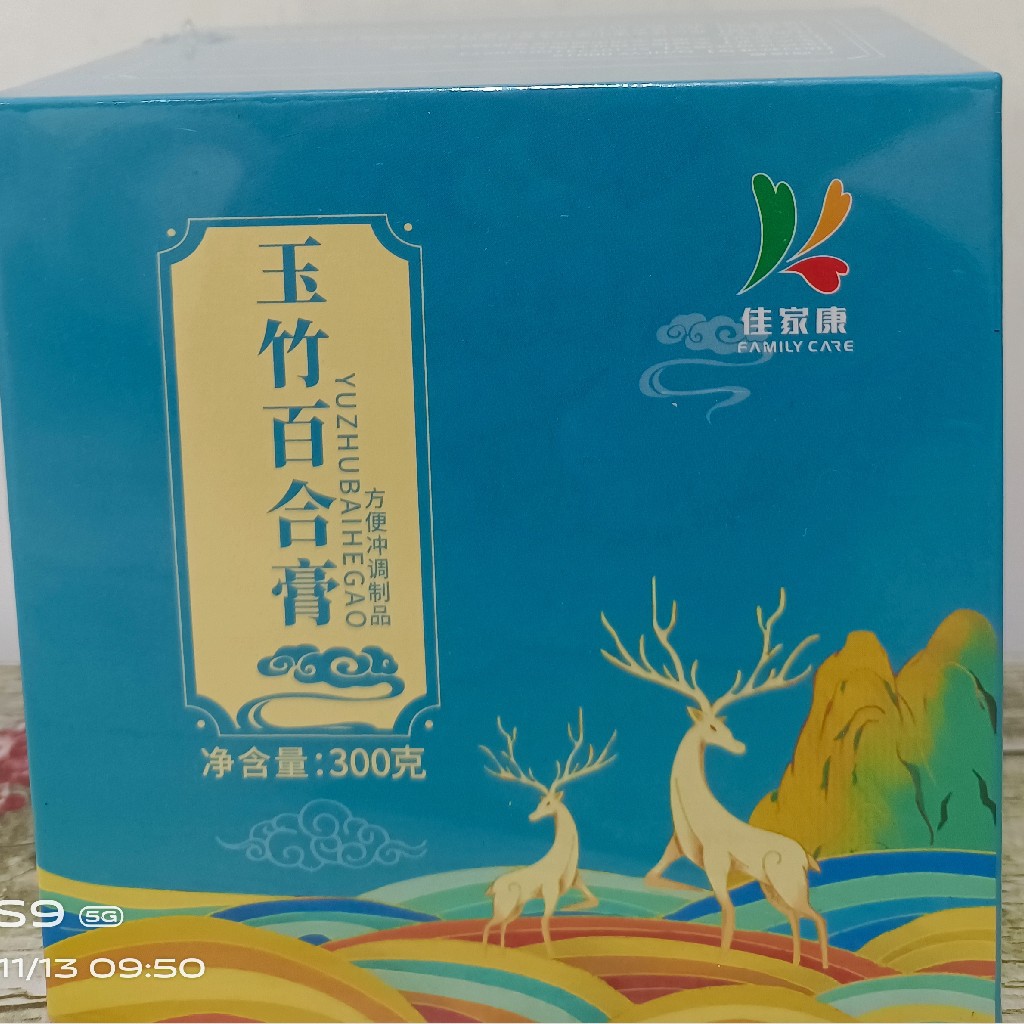 玉竹百合膏
YUZHUBAIHEGAO
方便冲调制品
净含量:300克
佳家康
FAMILY CARE
S9 5G
11/13 09:50